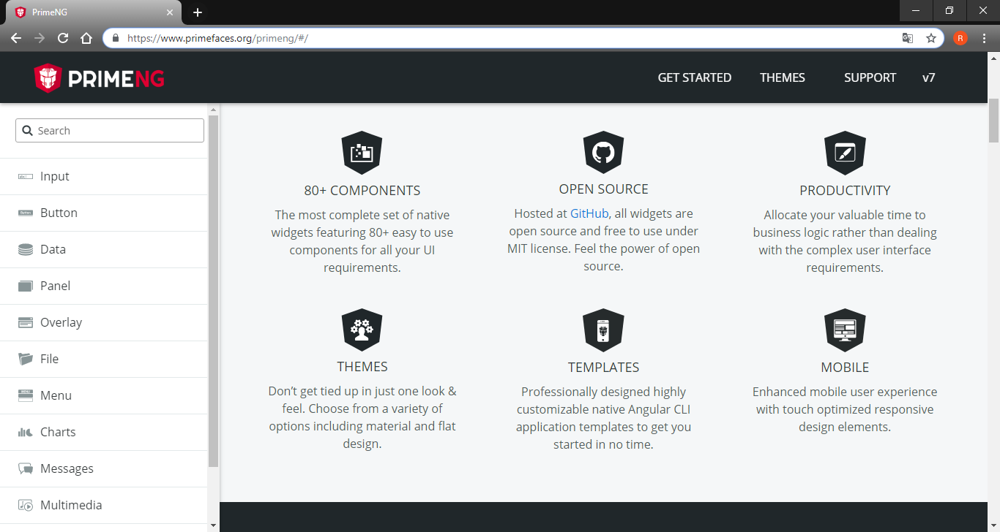 PrimeNG
https://www.primefaces.org/primeng/#/
R
PRIMENG
GET STARTED
THEMES
SUPPORT
v7
Search
Input
Button
Data
Panel
Overlay
File
Menu
Charts
Messages
Multimedia
80+ COMPONENTS
The most complete set of native
widgets featuring 80+ easy to use
components for all your UI
requirements.
OPEN SOURCE
Hosted at GitHub, all widgets are
open source and free to use under
MIT license. Feel the power of open
source.
PRODUCTIVITY
Allocate your valuable time to
business logic rather than dealing
with the complex user interface
requirements.
THEMES
Don’t get tied up in just one look &
feel. Choose from a variety of
options including material and flat
design.
TEMPLATES
Professionally designed highly
customizable native Angular CLI
application templates to get you
started in no time.
MOBILE
Enhanced mobile user experience
with touch optimized responsive
design elements.